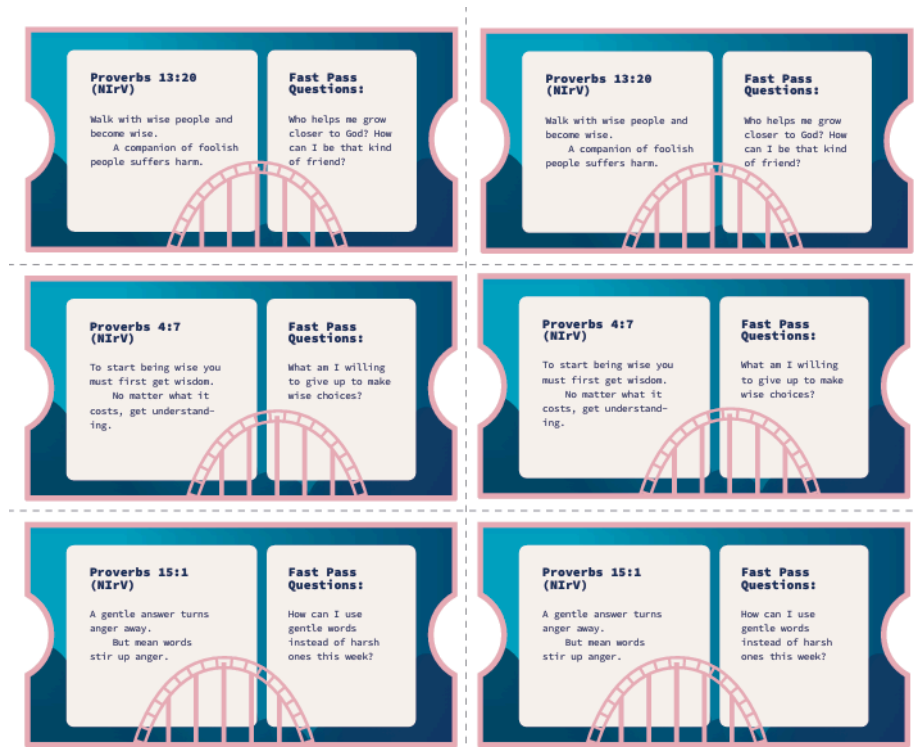 Proverbs 13:20
(NIrV)
Walk with wise people and
become wise.
A companion of foolish
people suffers harm.
Fast Pass
Questions:
Who helps me grow
closer to God? How
can I be that kind
of friend?
Proverbs 13:20
(NIrV)
Walk with wise people and
become wise.
A companion of foolish
people suffers harm.
Fast Pass
Questions:
Who helps me grow
closer to God? How
can I be that kind
of friend?
Proverbs 4:7
(NIrV)
To start being wise you
must first get wisdom.
No matter what it
costs, get understand-
ing.
Fast Pass
Questions:
What am I willing
to give up to make
wise choices?
Proverbs 4:7
(NIrV)
To start being wise you
must first get wisdom.
No matter what it
costs, get understand-
ing.
Fast Pass
Questions:
What am I willing
to give up to make
wise choices?
Proverbs 15:1
(NIrV)
A gentle answer turns
anger away.
But mean words
stir up anger.
Fast Pass
Questions:
How can I use
gentle words
instead of harsh
ones this week?
Proverbs 15:1
(NIrV)
A gentle answer turns
anger away.
But mean words
stir up anger.
Fast Pass
Questions:
How can I use
gentle words
instead of harsh
ones this week?